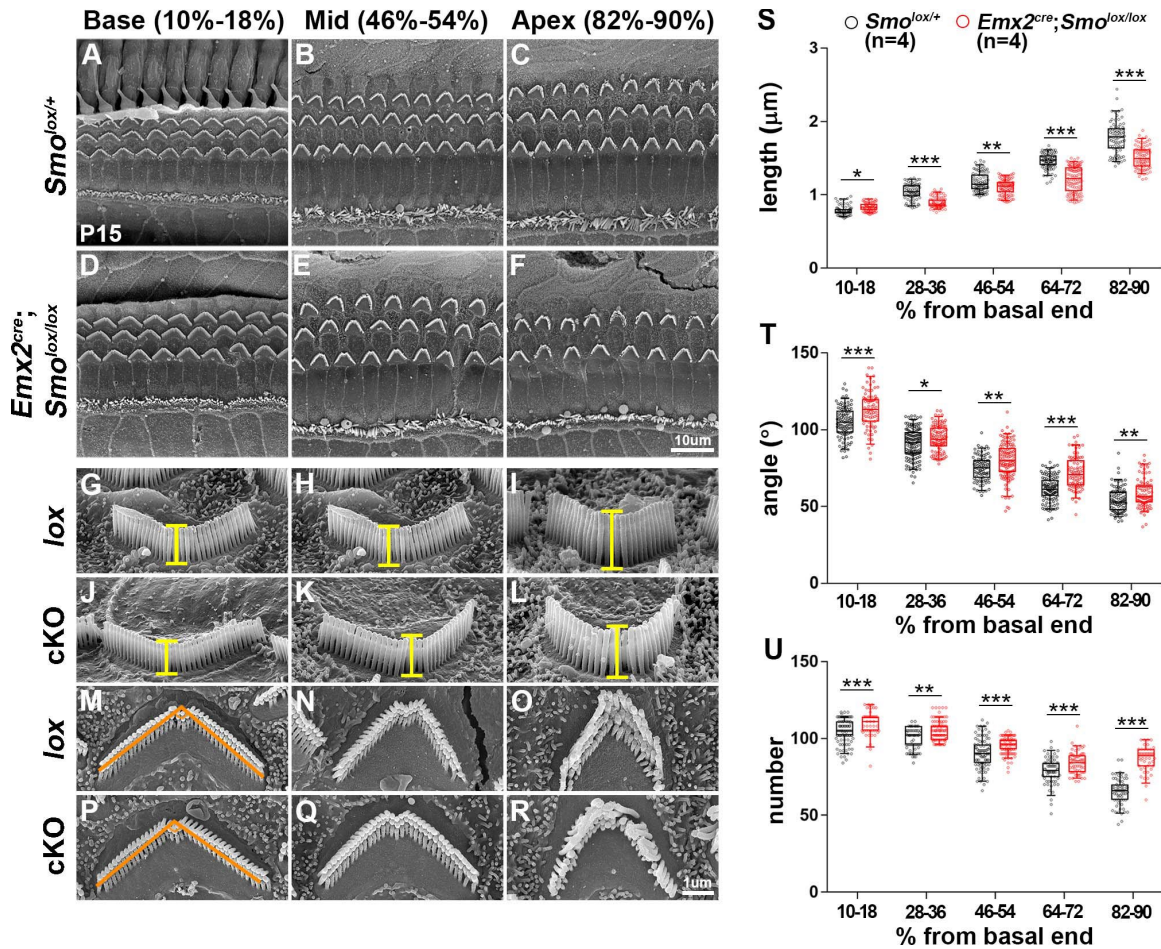 Base (10%-18%) Mid (46%-54%) Apex (82%-90%)
Smo^lox/+
A B C
P15
Emx2^cre;
Smo^lox/lox
D E F
10um
lox
G H I
cKO
J K L
lox
M N O
cKO
P Q R
1um
S
Smo^lox/+ Emx2^cre;Smo^lox/lox
(n=4) (n=4)
length (μm)
3
2
1
0
* *** ** *** ***
10-18 28-36 46-54 64-72 82-90
% from basal end
T
angle (°)
150
100
50
0
*** * ** *** **
10-18 28-36 46-54 64-72 82-90
% from basal end
U
number
150
100
50
0
*** ** *** *** ***
10-18 28-36 46-54 64-72 82-90
% from basal end